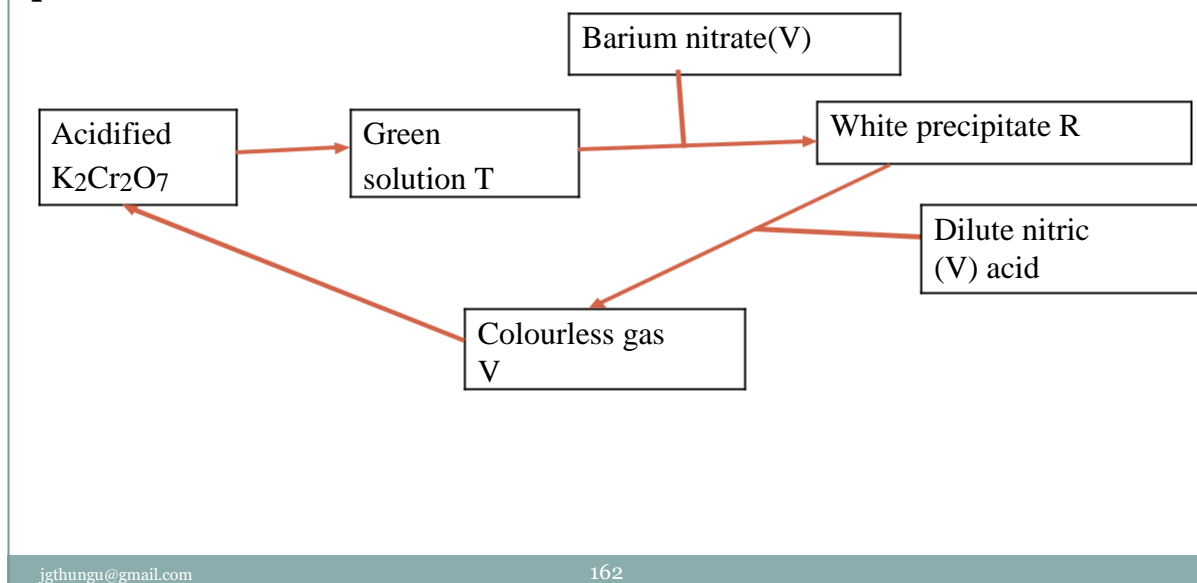 Barium nitrate(V)
Acidified
K2Cr2O7
Green
solution T
White precipitate R
Dilute nitric
(V) acid
Colourless gas
V
jgthungu@gmail.com
162